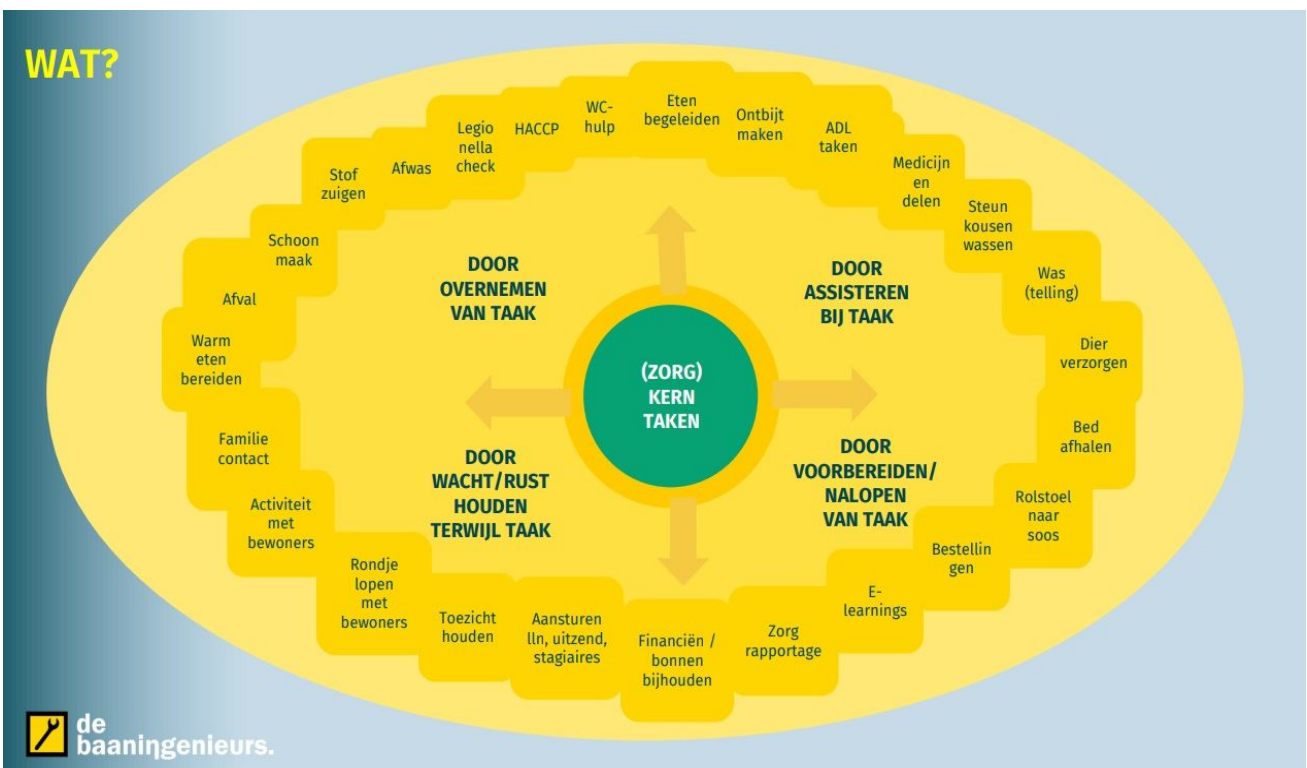 WAT?
Eten
begeleiden
Ontbijt
maken
ADL
taken
Medicijn
en
delen
Steun
kousen
wassen
Was
(telling)
Dier
verzorgen
Bed
afhalen
Rolstoel
naar
soos
Bestellin
gen
E-
learnings
Zorg
rapportage
Financiën /
bonnen
bijhouden
Aansturen
lln, uitzend,
stagiaires
Toezicht
houden
Rondje
lopen
met
bewoners
Activiteit
met
bewoners
Familie
contact
Warm
eten
bereiden
Afval
Schoon
maak
Stof
zuigen
Afwas
Legio
nella
check
HACCP
WC-
hulp
DOOR
OVERNEMEN
VAN TAAK
DOOR
ASSISTEREN
BIJ TAAK
(ZORG)
KERN
TAKEN
DOOR
WACHT/RUST
HOUDEN
TERWIJL TAAK
DOOR
VOORBEREIDEN/
NALOPEN
VAN TAAK
de
baaningenieurs.